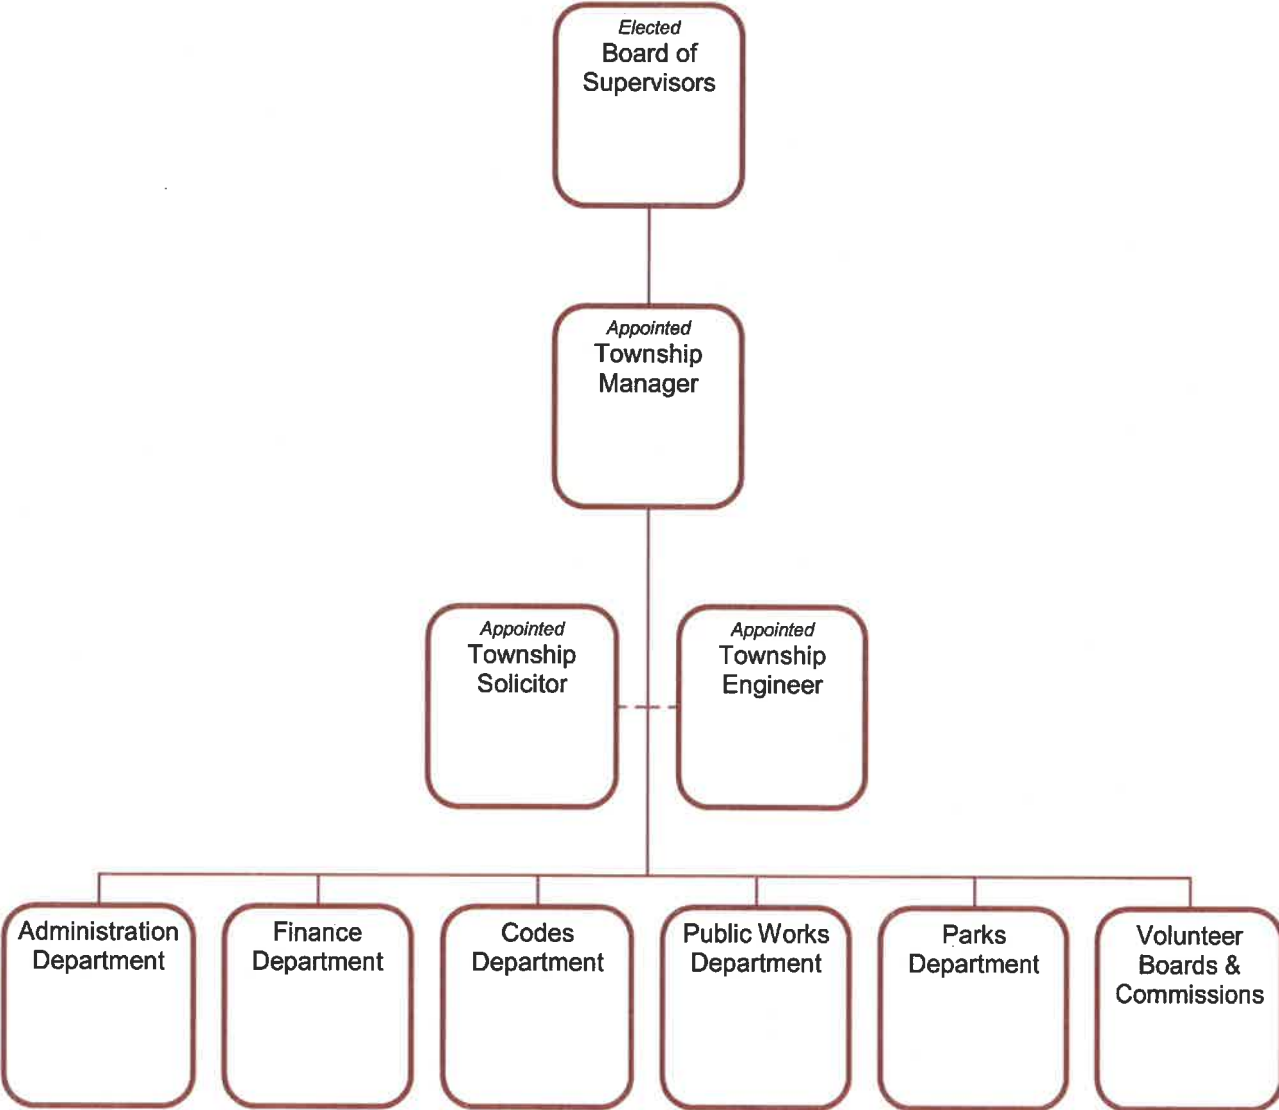 Elected
Board of
Supervisors
Appointed
Township
Manager
Appointed
Township
Solicitor
Appointed
Township
Engineer
Administration
Department
Finance
Department
Codes
Department
Public Works
Department
Parks
Department
Volunteer
Boards &
Commissions